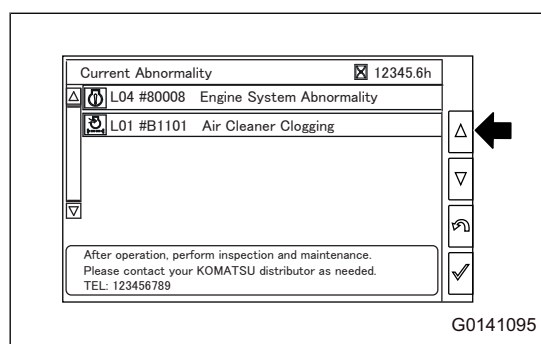 Current Abnormality 12345.6h
L04 #80008 Engine System Abnormality
L01 #B1101 Air Cleaner Clogging
After operation, perform inspection and maintenance.
Please contact your KOMATSU distributor as needed.
TEL: 123456789
G0141095